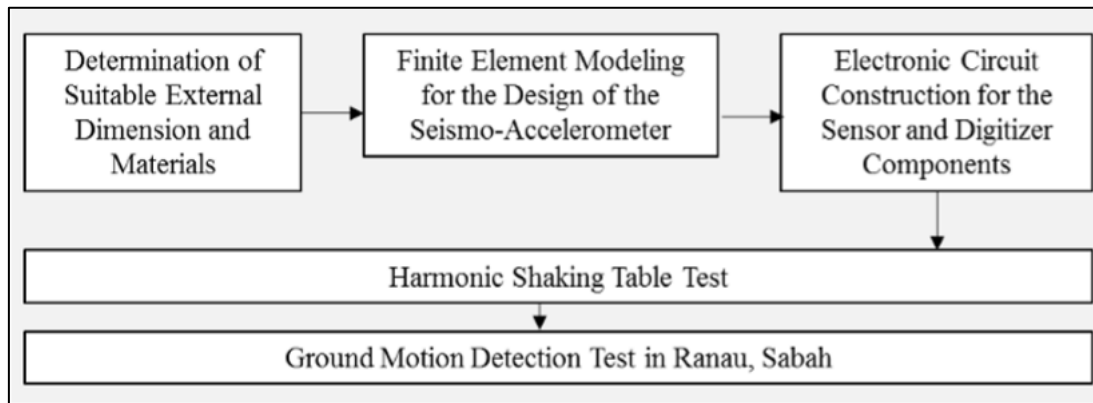 Determination of
Suitable External
Dimension and
Materials
Finite Element Modeling
for the Design of the
Seismo-Accelerometer
Electronic Circuit
Construction for the
Sensor and Digitizer
Components
Harmonic Shaking Table Test
Ground Motion Detection Test in Ranau, Sabah